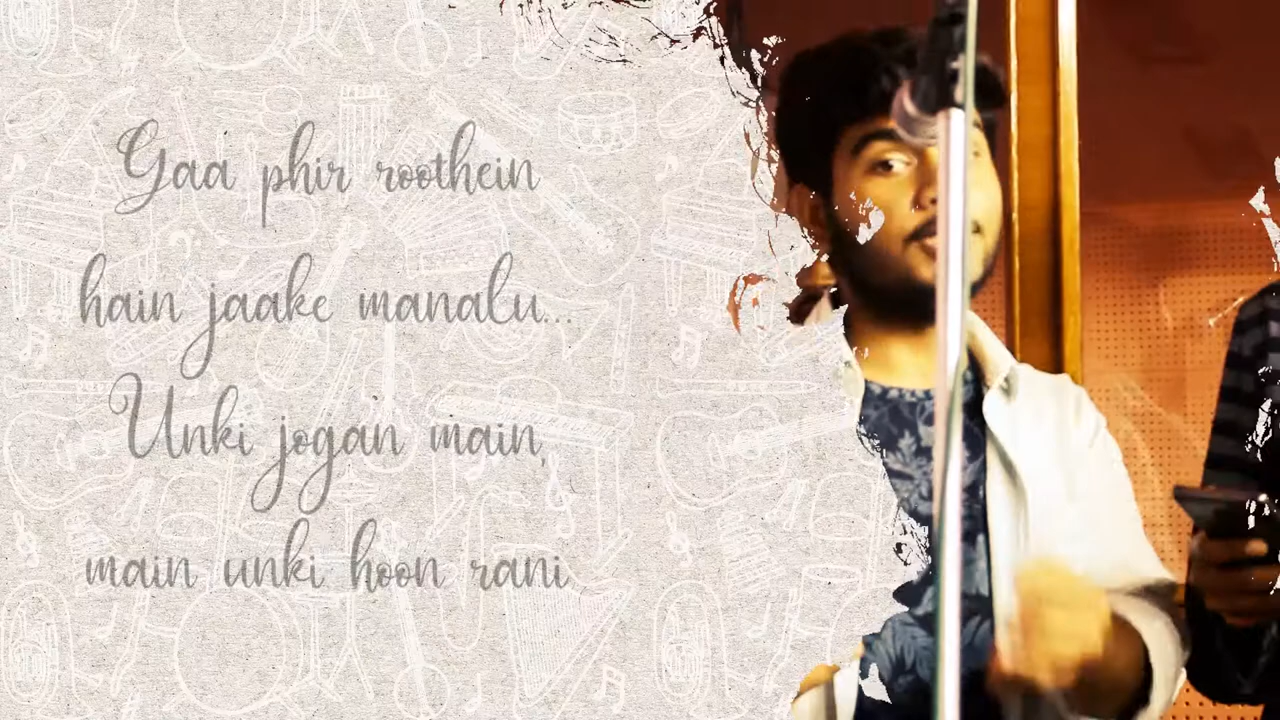 Gaa phir roothein
hain jaake manalu...
Unki jogan main,
main unki hoon rani